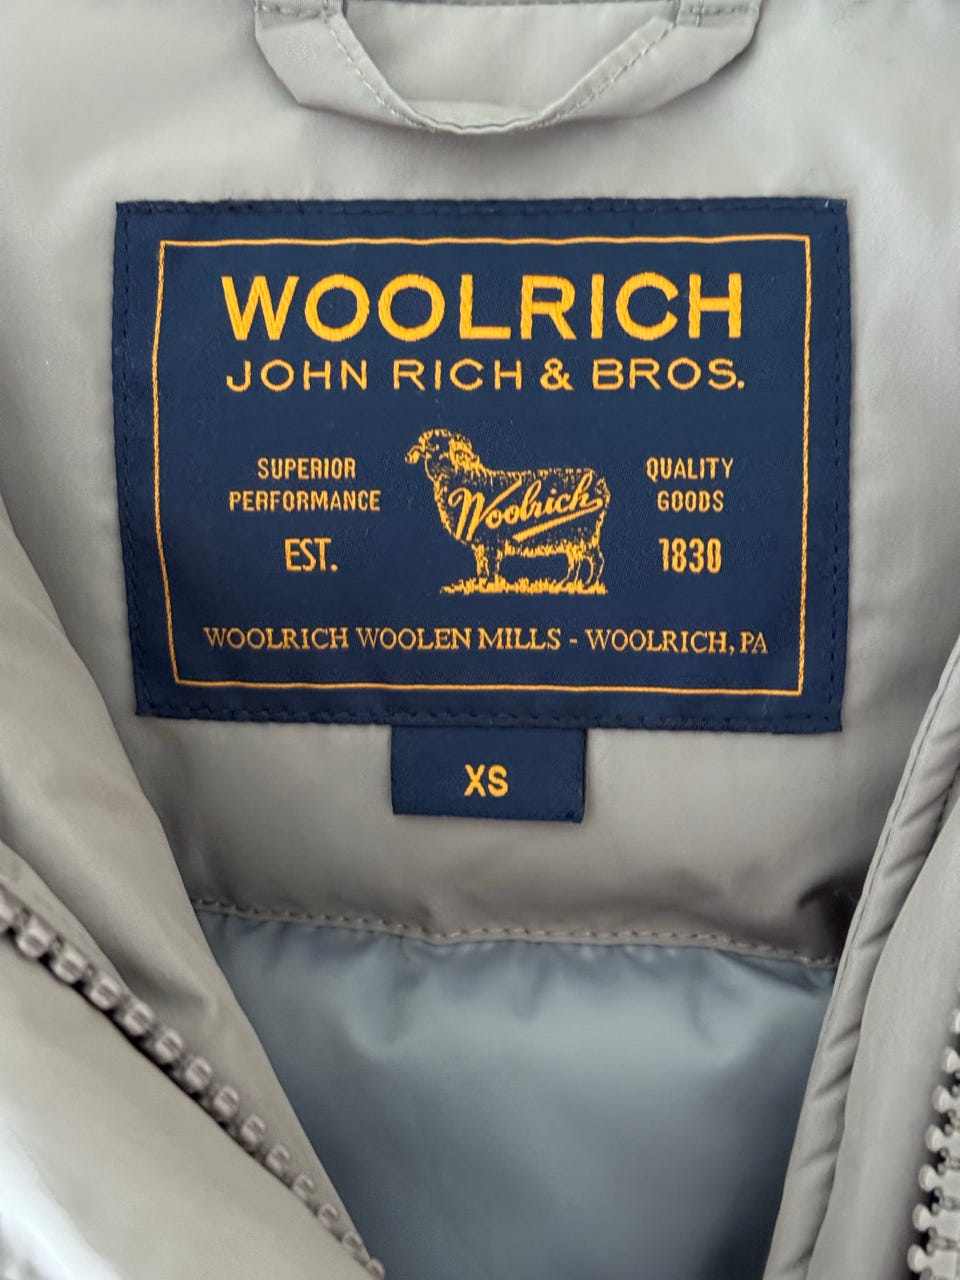 WOOLRICH
JOHN RICH & BROS.
SUPERIOR
PERFORMANCE
EST.
Woolrich
QUALITY
GOODS
1830
WOOLRICH WOOLEN MILLS - WOOLRICH, PA
XS